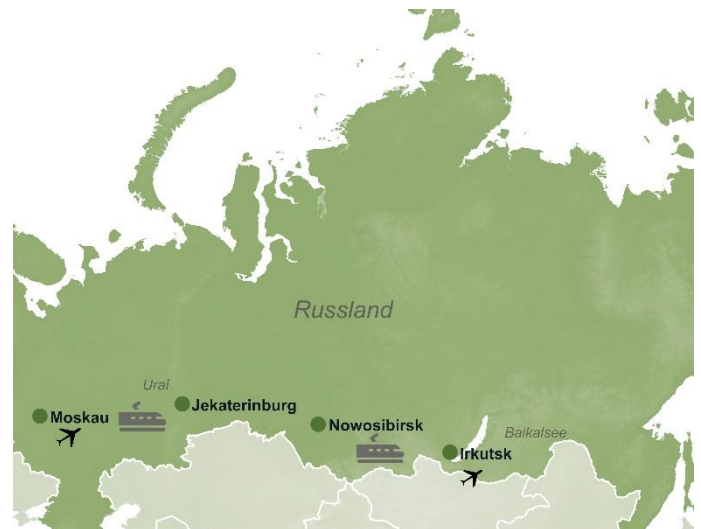 Russland
Ural
Jekaterinburg
Moskau
Nowosibirsk
Baikalsee
Irkutsk